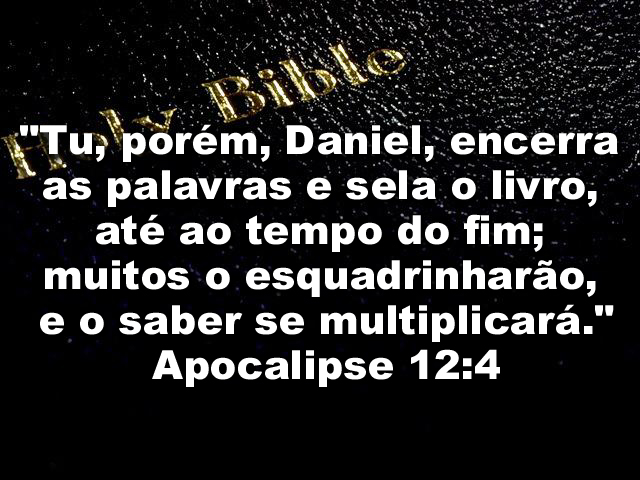 Holy Bible
"Tu, porém, Daniel, encerra
as palavras e sela o livro,
até ao tempo do fim;
muitos o esquadrinharão,
e o saber se multiplicará."
Apocalipse 12:4